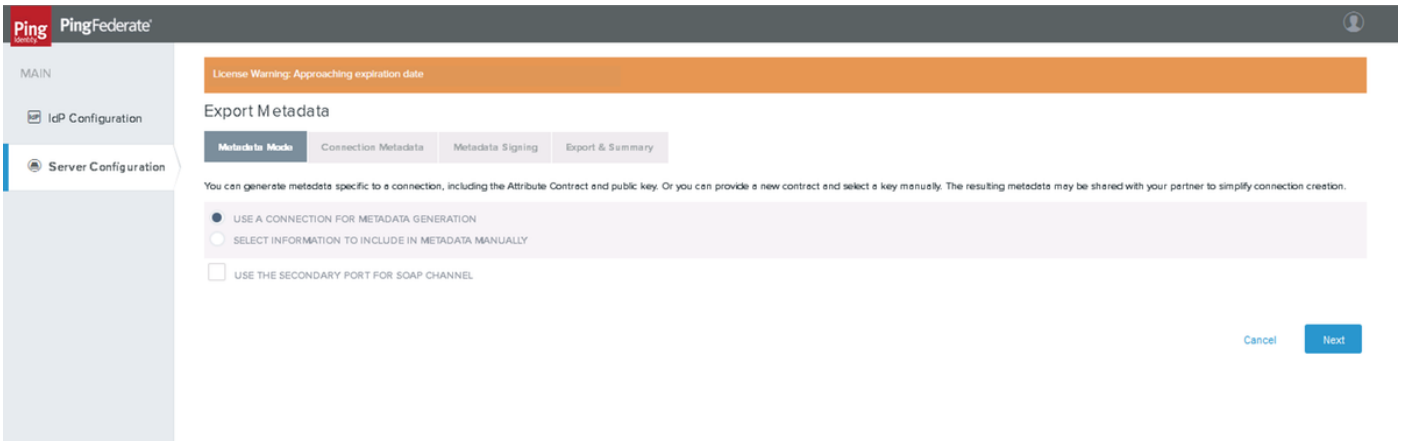 Ping
Identity
PingFederate®
MAIN
IdP Configuration
Server Configuration
License Warning: Approaching expiration date
Export Metadata
Metadata Mode
Connection Metadata
Metadata Signing
Export & Summary
You can generate metadata specific to a connection, including the Attribute Contract and public key. Or you can provide a new contract and select a key manually. The resulting metadata may be shared with your partner to simplify connection creation.
USE A CONNECTION FOR METADATA GENERATION
SELECT INFORMATION TO INCLUDE IN METADATA MANUALLY
USE THE SECONDARY PORT FOR SOAP CHANNEL
Cancel
Next